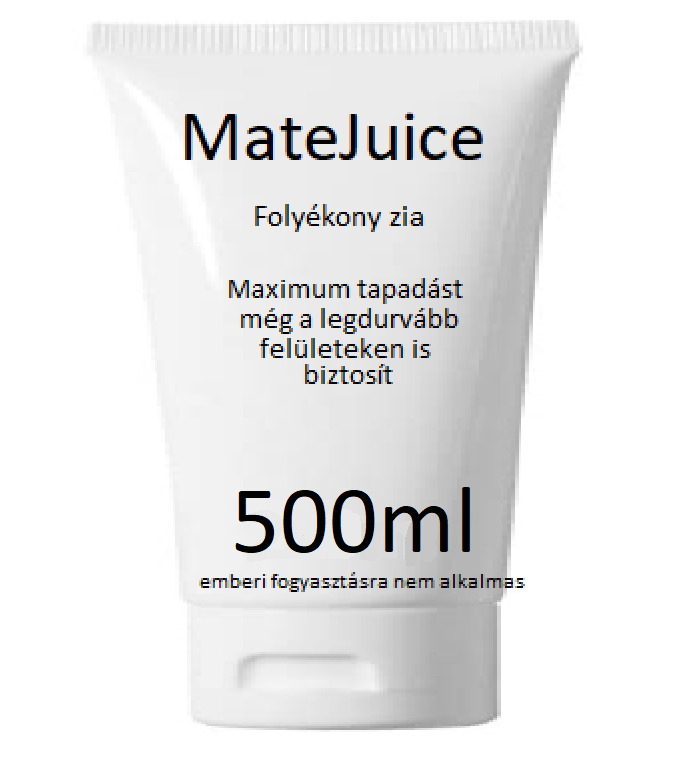 MateJuice
Folyékony zia
Maximum tapadást
még a legdurvább
felületeken is
biztosít
500ml
emberi fogyasztásra nem alkalmas